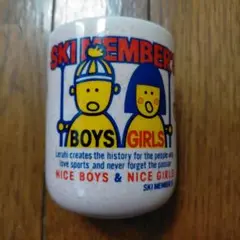 SKI MEMBERS
BOYS GIRLS
creates the history for the people who
love sports and never forget the passion
NICE BOYS & NICE GIRLS
SKI MEMBERS